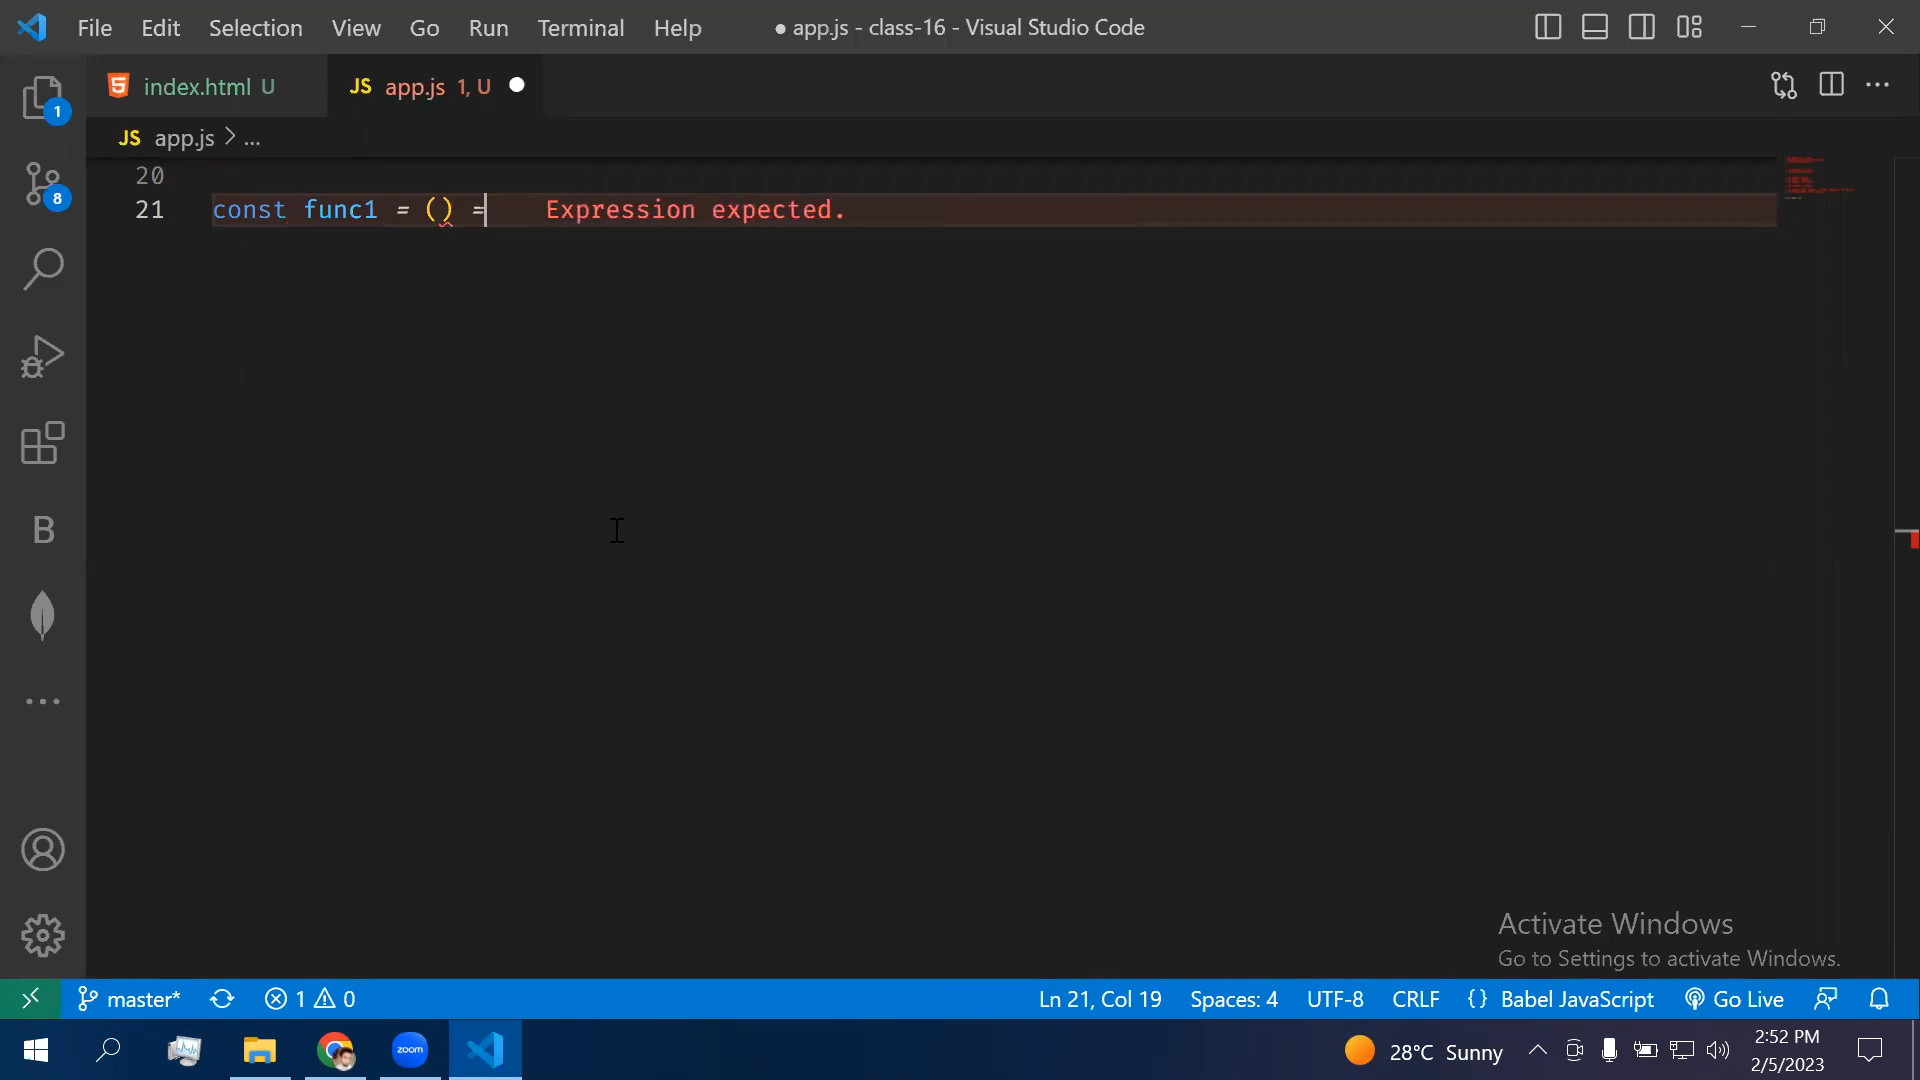 File Edit Selection View Go Run Terminal Help ● app.js - class-16 - Visual Studio Code
index.html U JS app.js 1, U ●
JS app.js > ...
1
8
20
21 const func1 = () = Expression expected.
B
Activate Windows
Go to Settings to activate Windows.
master* 1 0 Ln 21, Col 19 Spaces: 4 UTF-8 CRLF {} Babel JavaScript Go Live
zoom 28°C Sunny 2:52 PM
2/5/2023